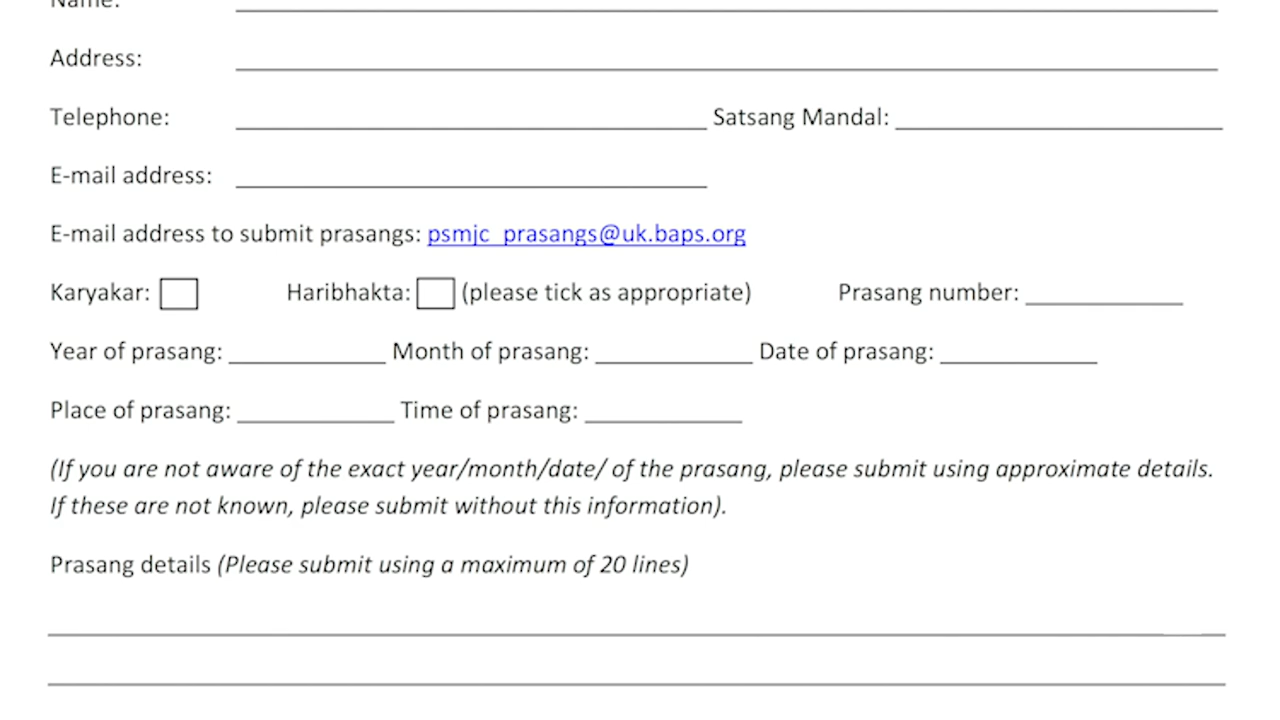 Name:
Address:
Telephone: Satsang Mandal:
E-mail address:
E-mail address to submit prasangs: psmjc_prasangs@uk.baps.org
Karyakar: Haribhakta: (please tick as appropriate) Prasang number:
Year of prasang: Month of prasang: Date of prasang:
Place of prasang: Time of prasang:
(If you are not aware of the exact year/month/date/ of the prasang, please submit using approximate details.
If these are not known, please submit without this information).
Prasang details (Please submit using a maximum of 20 lines)